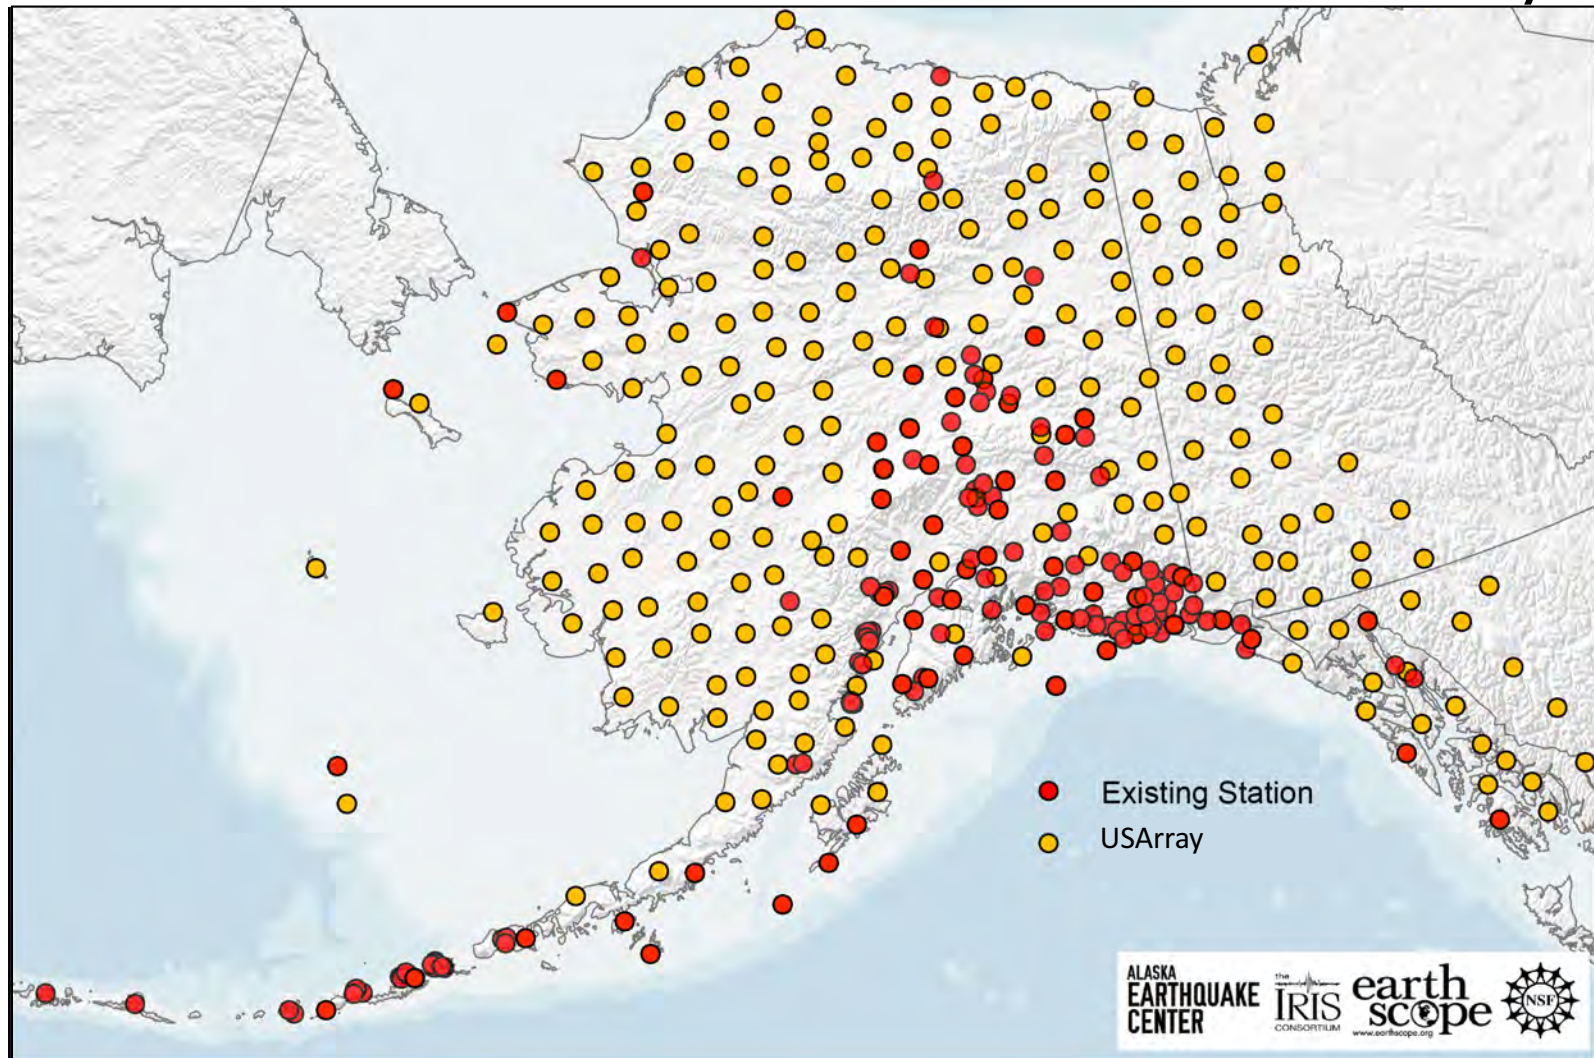 Existing Station
USArray
ALASKA
EARTHQUAKE
CENTER
the
IRIS
CONSORTIUM
earth
scope
www.earthscope.org
NSF